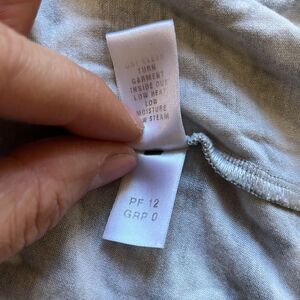 TURN
GARMENT
INSIDE OUT
LOW HEAT
LOW
MOISTURE
STEAM
PF 12
GRP 0